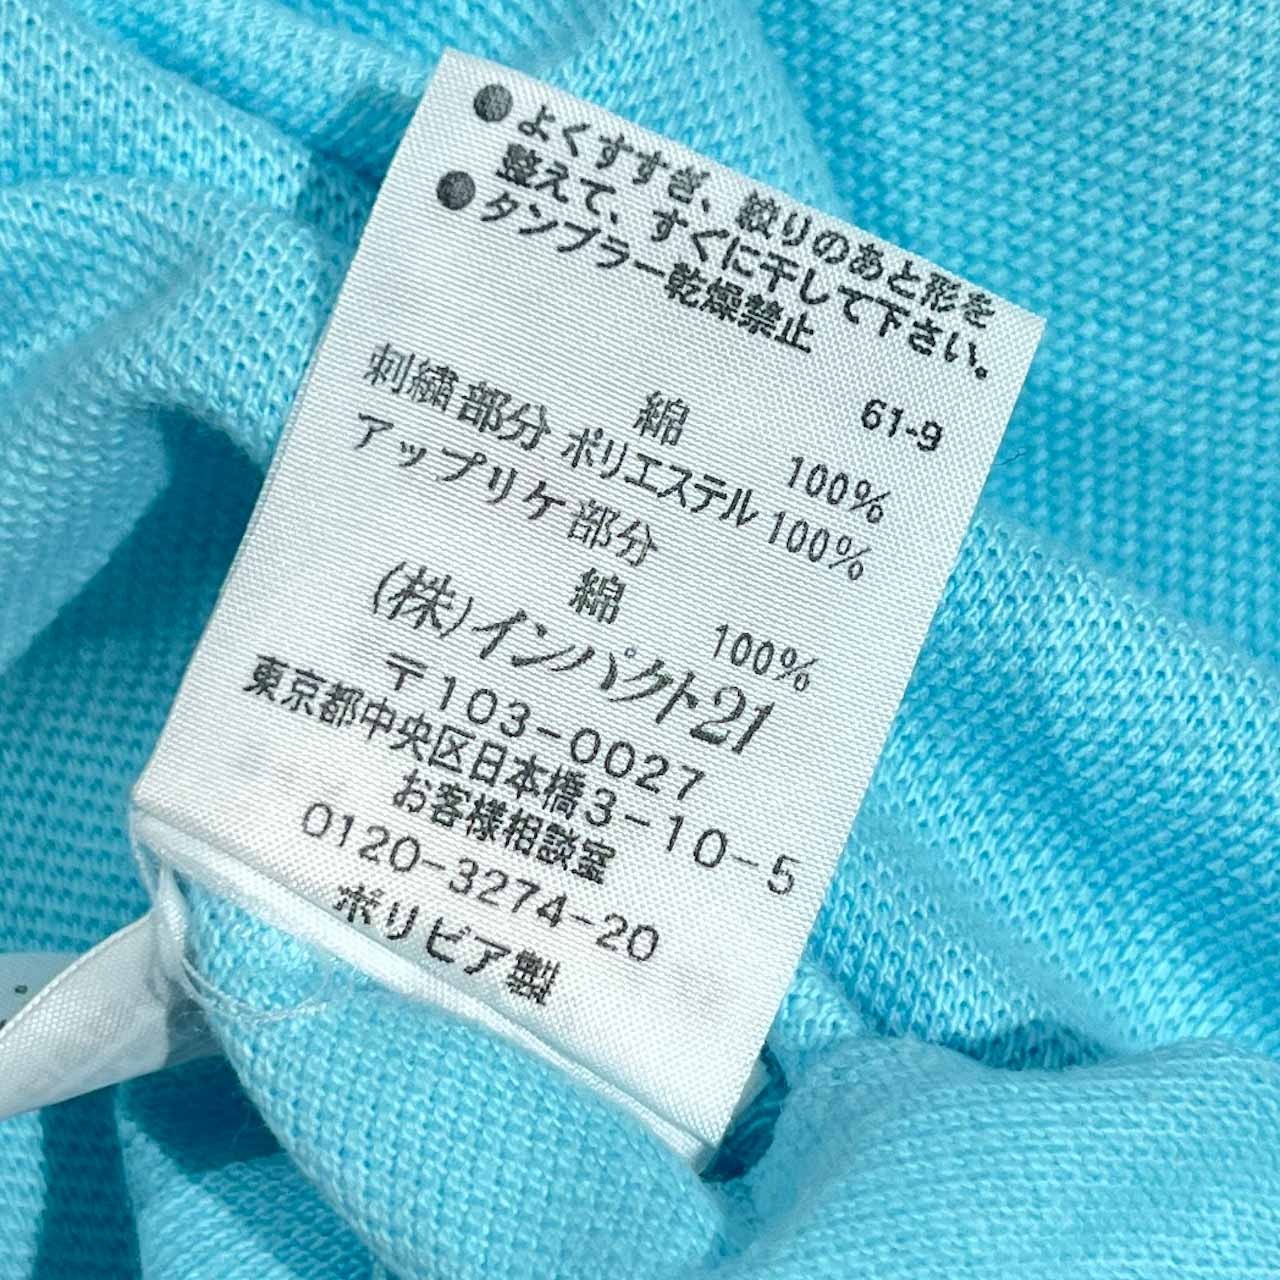 ●よくすすぎ、絞りのあと形を
整えて、すぐに干して下さい。
●タンブラー乾燥禁止
61-9
綿 100%
刺繍部分 ポリエステル 100%
アップリケ部分
綿 100%
(株)インパクト21
〒103-0027
東京都中央区日本橋3-10-5
お客様相談室
0120-3274-20
ボリビア製